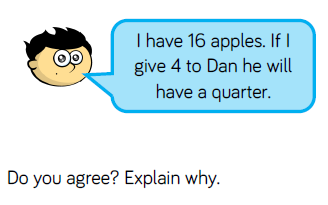 I have 16 apples. If I
give 4 to Dan he will
have a quarter.
Do you agree? Explain why.